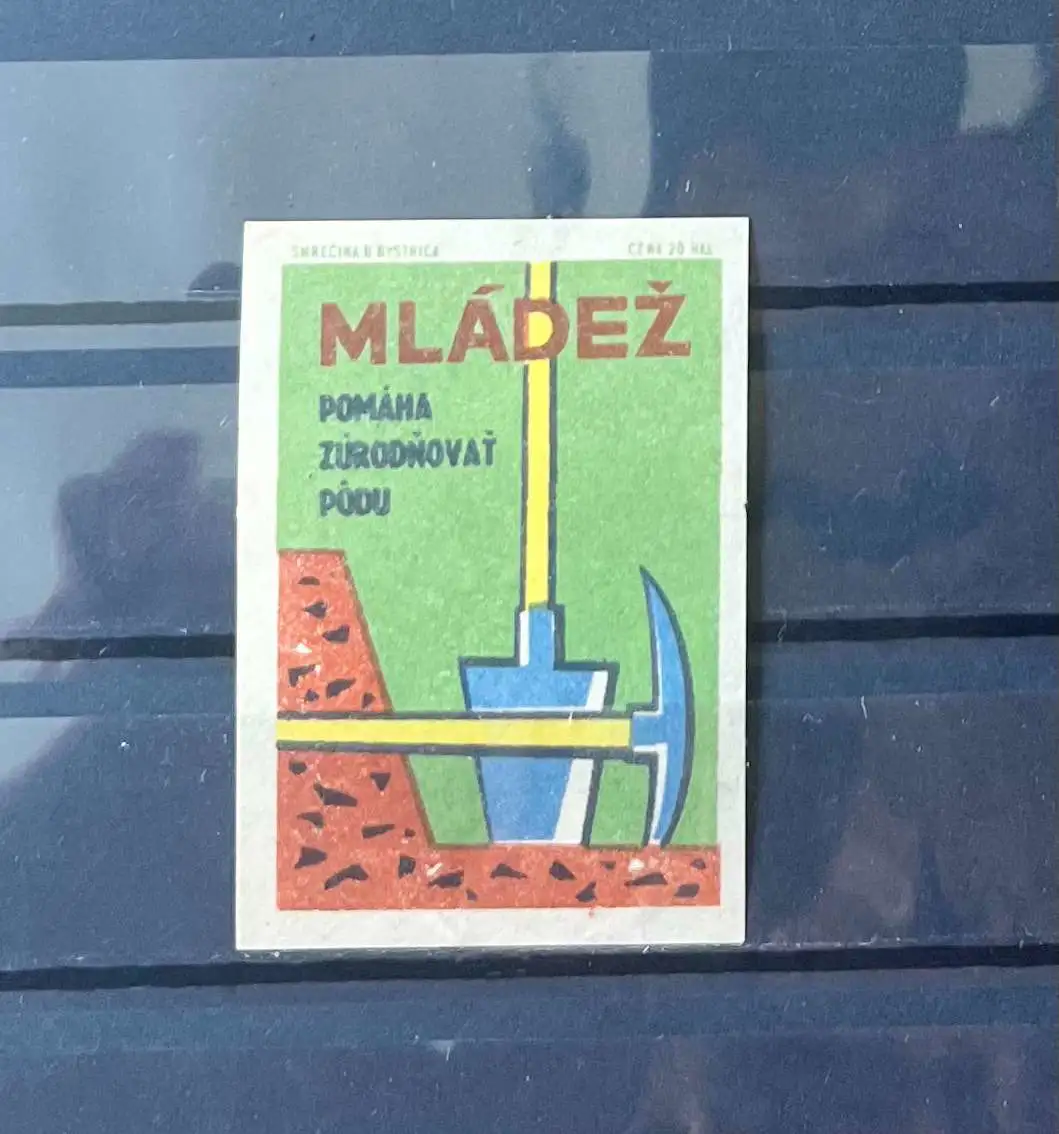 SMREČINA B BYSTRICA
CENA 20 HAL
MLÁDEŽ
POMÁHA
ZÚRODŇOVAŤ
PÔDU